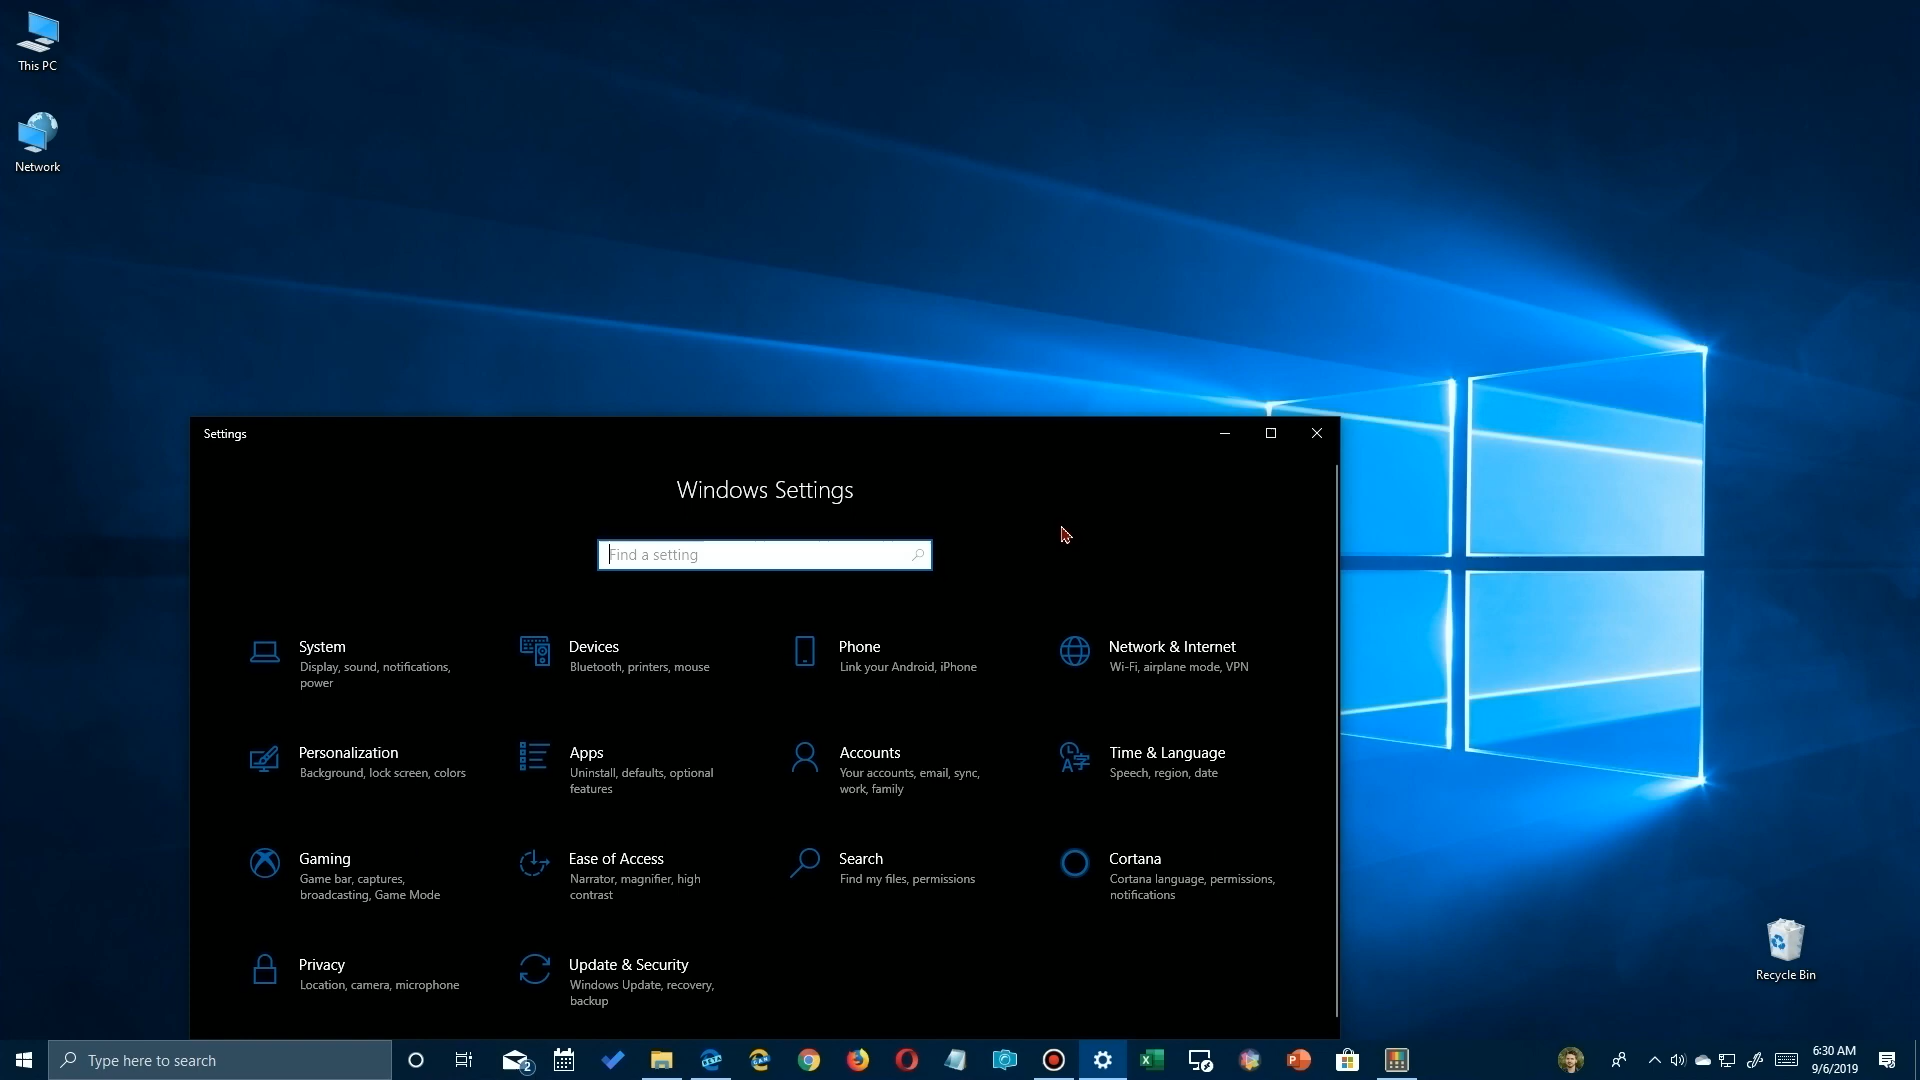 This PC
Network
Settings
Windows Settings
Find a setting
System
Display, sound, notifications,
power
Devices
Bluetooth, printers, mouse
Phone
Link your Android, iPhone
Network & Internet
Wi-Fi, airplane mode, VPN
Personalization
Background, lock screen, colors
Apps
Uninstall, defaults, optional
features
Accounts
Your accounts, email, sync,
work, family
Time & Language
Speech, region, date
Gaming
Game bar, captures,
broadcasting, Game Mode
Ease of Access
Narrator, magnifier, high
contrast
Search
Find my files, permissions
Cortana
Cortana language, permissions,
notifications
Privacy
Location, camera, microphone
Update & Security
Windows Update, recovery,
backup
Recycle Bin
Type here to search
2
BETA
CAN
6:30 AM
9/6/2019